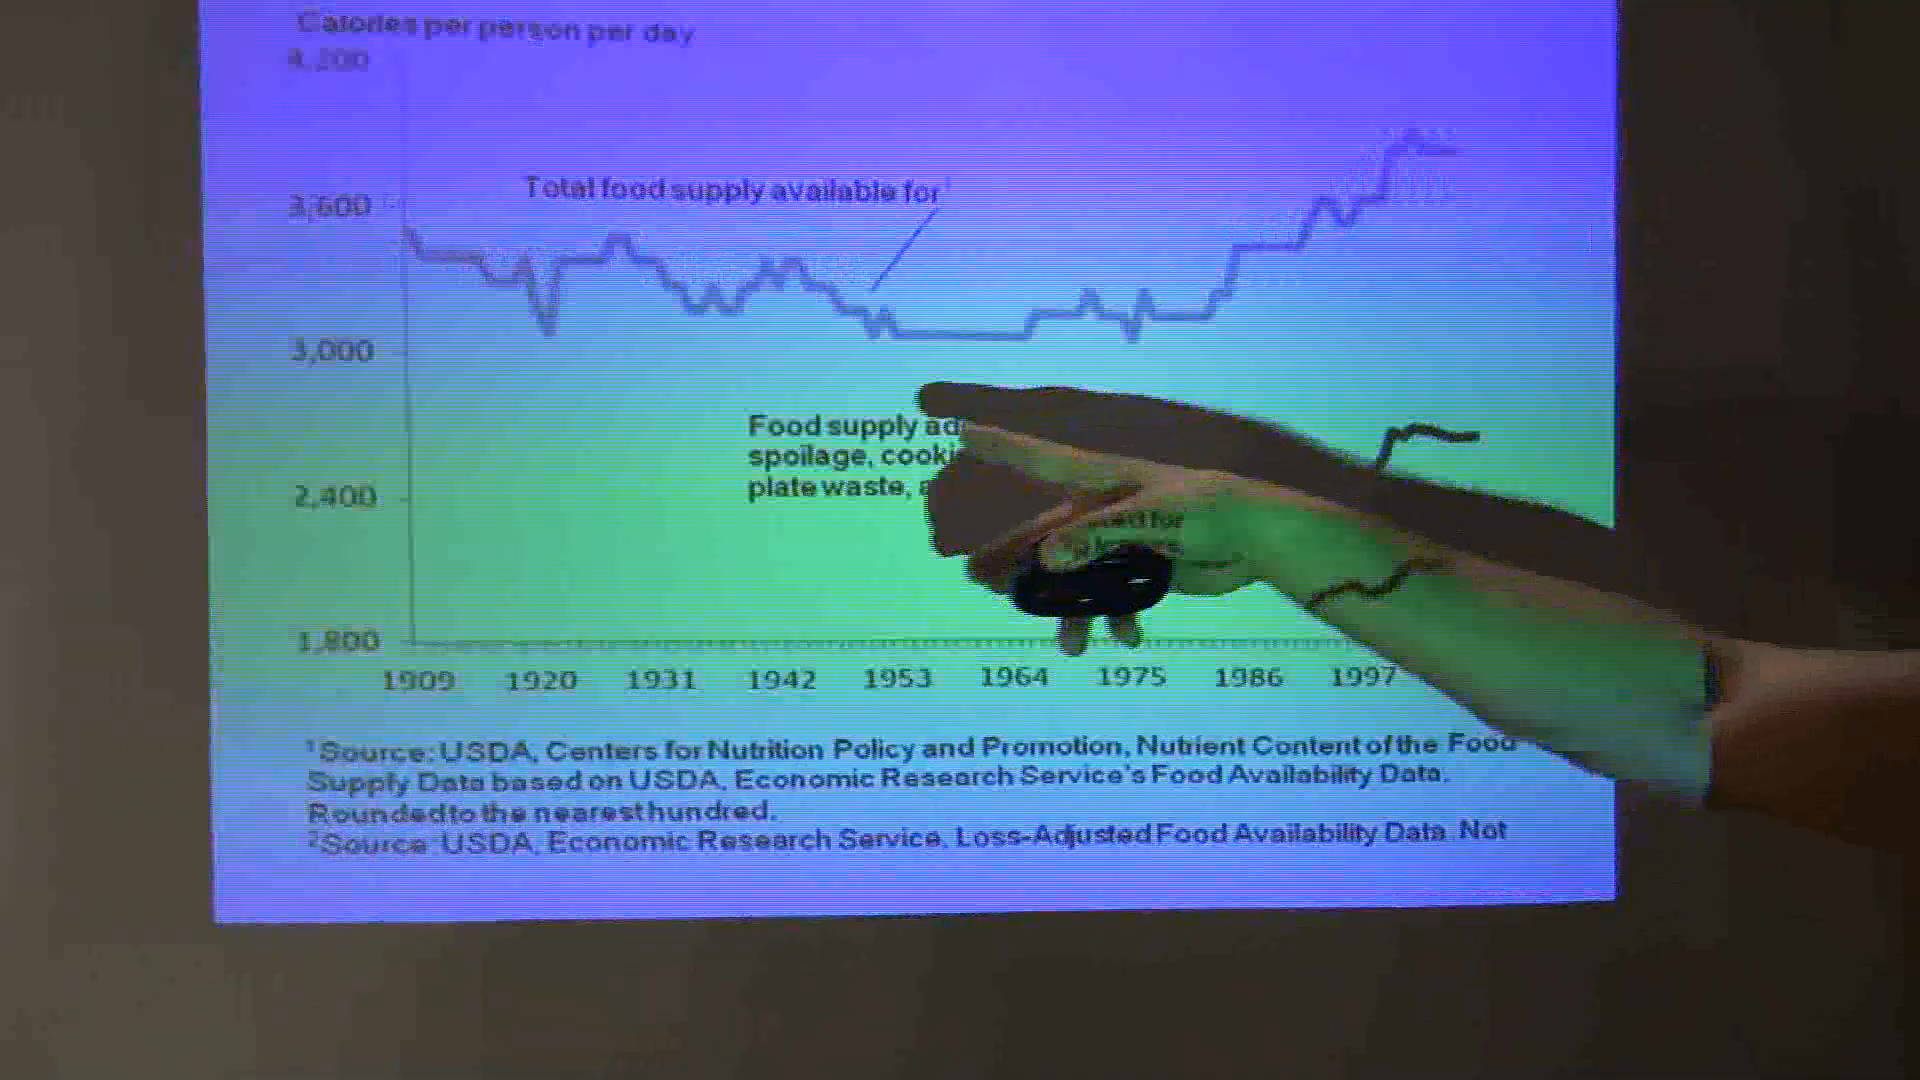 Calories per person per day
4,200
Total food supply available for¹
3,600
3,000
Food supply
spoilage,
plate waste,
for
2,400
1,800
1909 1920 1931 1942 1953 1964 1975 1986 1997
¹Source: USDA, Centers for Nutrition Policy and Promotion, Nutrient Content of the Food
Supply Data based on USDA, Economic Research Service's Food Availability Data.
Rounded to the nearest hundred.
²Source: USDA, Economic Research Service, Loss-Adjusted Food Availability Data. Not